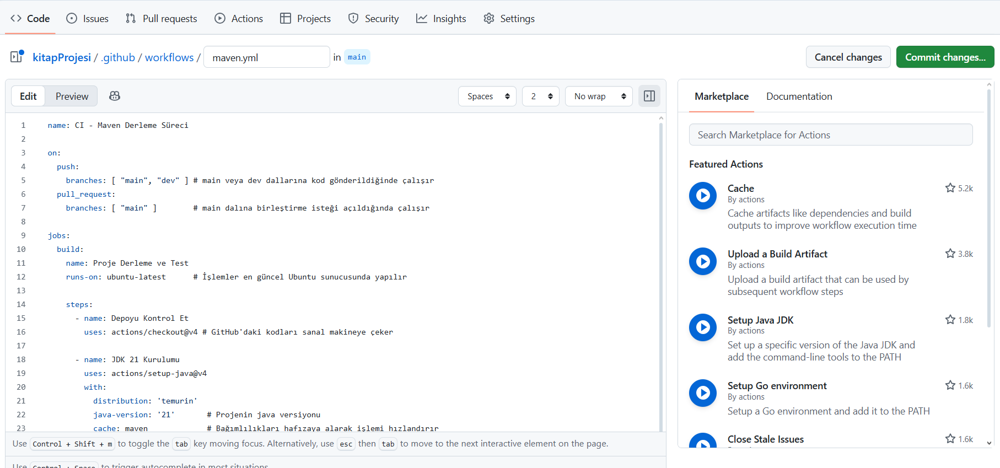 Code Issues Pull requests Actions Projects Security Insights Settings
kitapProjesi / .github / workflows / maven.yml in main Cancel changes Commit changes...
Edit Preview Spaces 2 No wrap
1 name: CI - Maven Derleme Süreci
2
3 on:
4 push:
5 branches: [ "main", "dev" ] # main veya dev dallarına kod gönderildiğinde çalışır
6 pull_request:
7 branches: [ "main" ] # main dalına birleştirme isteği açıldığında çalışır
8
9 jobs:
10 build:
11 name: Proje Derleme ve Test
12 runs-on: ubuntu-latest # İşlemler en güncel Ubuntu sunucusunda yapılır
13
14 steps:
15 - name: Depoyu Kontrol Et
16 uses: actions/checkout@v4 # GitHub'daki kodları sanal makineye çeker
17
18 - name: JDK 21 Kurulumu
19 uses: actions/setup-java@v4
20 with:
21 distribution: 'temurin'
22 java-version: '21' # Projenin java versiyonu
23 cache: maven # Bağımlılıkları hafızaya alarak işlemi hızlandırır
Use Control + Shift + m to toggle the tab key moving focus. Alternatively, use esc then tab to move to the next interactive element on the page.
Use Control + Space to trigger autocomplete in most situations.
Marketplace Documentation
Search Marketplace for Actions
Featured Actions
Cache 5.2k
By actions
Cache artifacts like dependencies and build
outputs to improve workflow execution time
Upload a Build Artifact 3.8k
By actions
Upload a build artifact that can be used by
subsequent workflow steps
Setup Java JDK 1.8k
By actions
Set up a specific version of the Java JDK and
add the command-line tools to the PATH
Setup Go environment 1.6k
By actions
Setup a Go environment and add it to the PATH
Close Stale Issues 1.6k